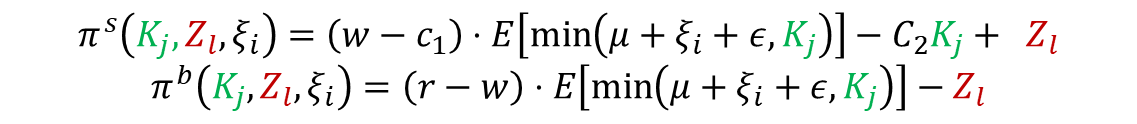 π^s(K_j, Z_l, ξ_i) = (w − c_1) ⋅ E[min(μ + ξ_i + ϵ, K_j)] − C_2K_j + Z_l
π^b(K_j, Z_l, ξ_i) = (r − w) ⋅ E[min(μ + ξ_i + ϵ, K_j)] − Z_l